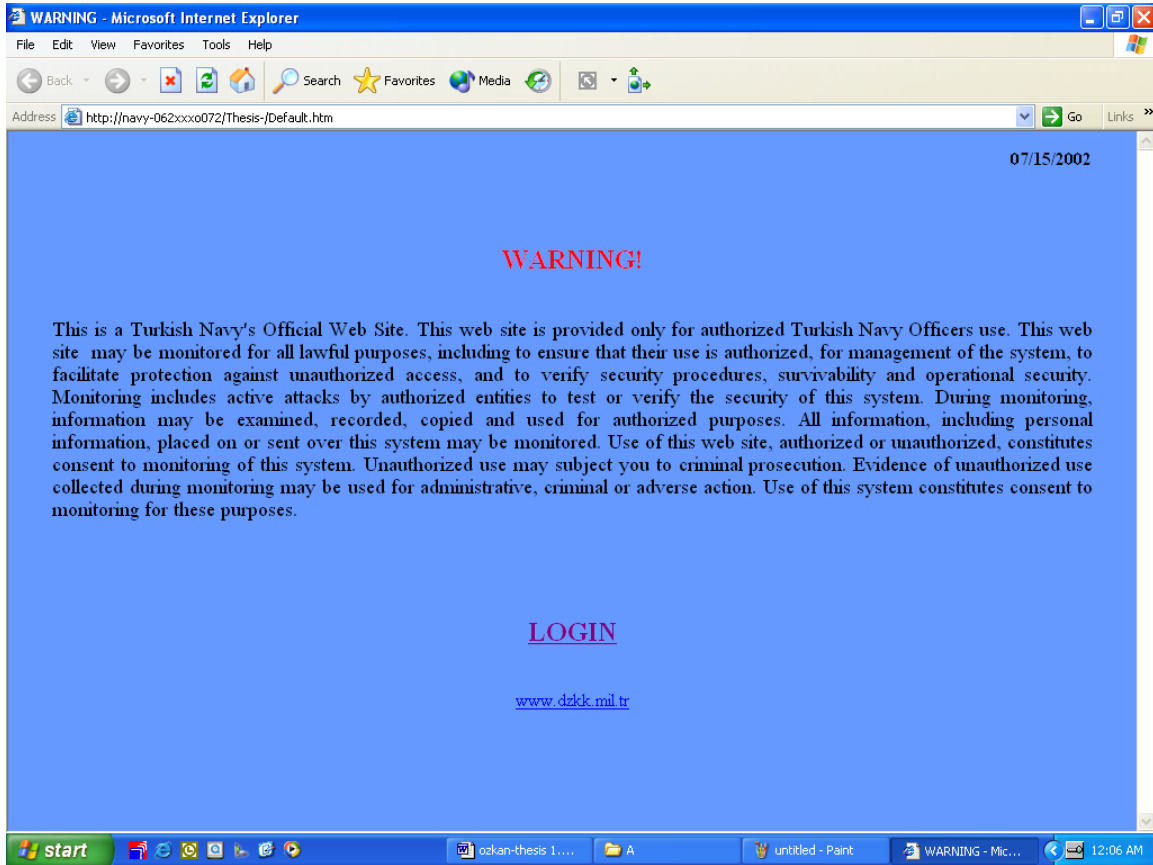 WARNING - Microsoft Internet Explorer
File Edit View Favorites Tools Help
Back Search Favorites Media
Address http://navy-062xxxo072/Thesis-/Default.htm Go Links »
07/15/2002
WARNING!
This is a Turkish Navy's Official Web Site. This web site is provided only for authorized Turkish Navy Officers use. This web
site may be monitored for all lawful purposes, including to ensure that their use is authorized, for management of the system, to
facilitate protection against unauthorized access, and to verify security procedures, survivability and operational security.
Monitoring includes active attacks by authorized entities to test or verify the security of this system. During monitoring,
information may be examined, recorded, copied and used for authorized purposes. All information, including personal
information, placed on or sent over this system may be monitored. Use of this web site, authorized or unauthorized, constitutes
consent to monitoring of this system. Unauthorized use may subject you to criminal prosecution. Evidence of unauthorized use
collected during monitoring may be used for administrative, criminal or adverse action. Use of this system constitutes consent to
monitoring for these purposes.
LOGIN
www.dzkk.mil.tr
start ozkan-thesis 1.... A untitled - Paint WARNING - Mic... 12:06 AM